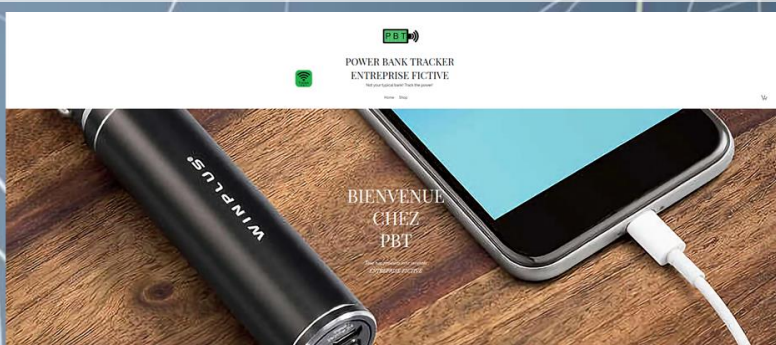 PBT
POWER BANK TRACKER
ENTREPRISE FICTIVE
Not your typical bank! Track the power!
Home Shop
WINPLUS®
BIENVENUE
CHEZ
PBT
ENTREPRISE FICTIVE